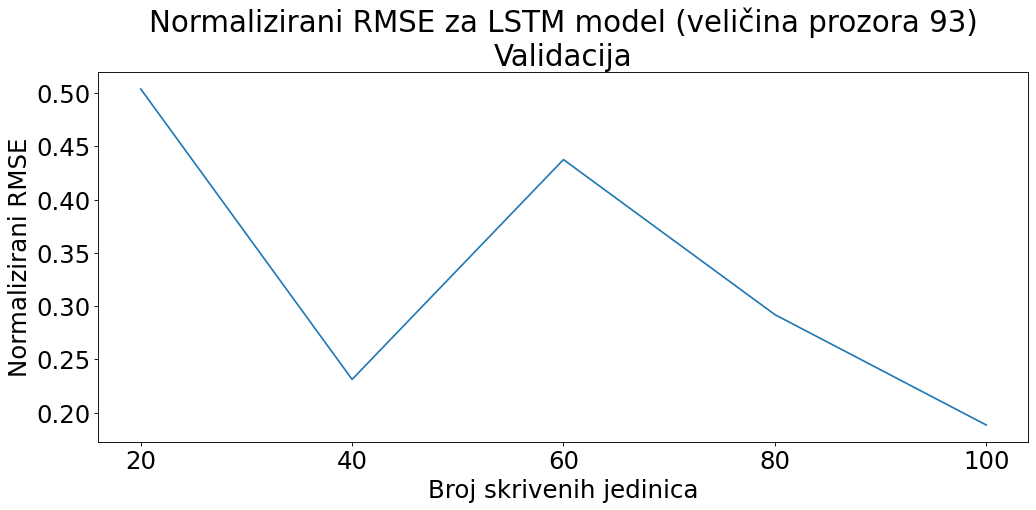 Normalizirani RMSE za LSTM model (veličina prozora 93)
Validacija
Normalizirani RMSE
0.50
0.45
0.40
0.35
0.30
0.25
0.20
20 40 60 80 100
Broj skrivenih jedinica